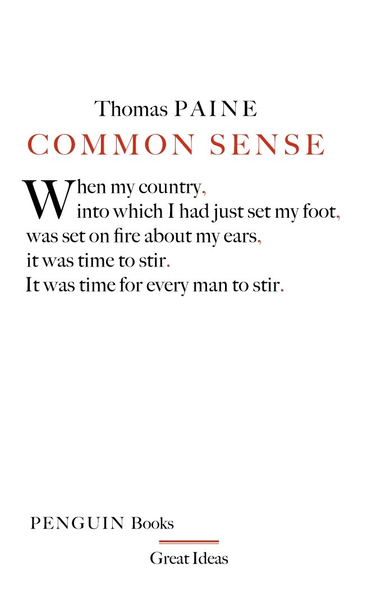 Thomas PAINE
COMMON SENSE
When my country,
into which I had just set my foot,
was set on fire about my ears,
it was time to stir.
It was time for every man to stir.
PENGUIN Books
Great Ideas